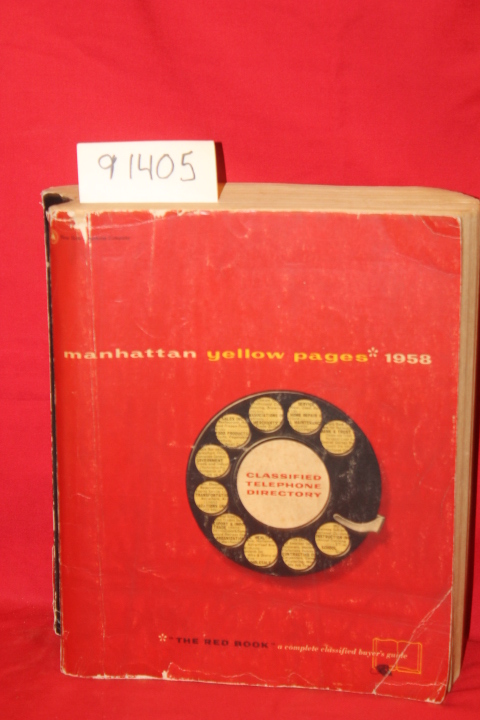 91405
manhattan yellow pages* 1958
CLASSIFIED
TELEPHONE
DIRECTORY
* "THE RED BOOK" a complete classified buyer's guide